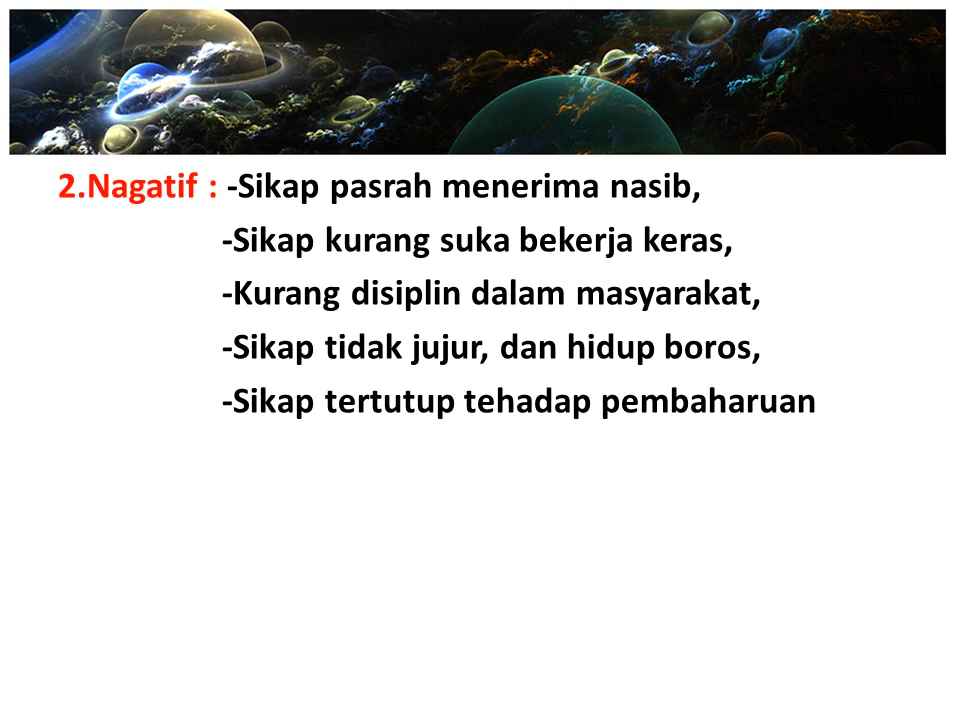 2.Nagatif : -Sikap pasrah menerima nasib,
-Sikap kurang suka bekerja keras,
-Kurang disiplin dalam masyarakat,
-Sikap tidak jujur, dan hidup boros,
-Sikap tertutup tehadap pembaharuan